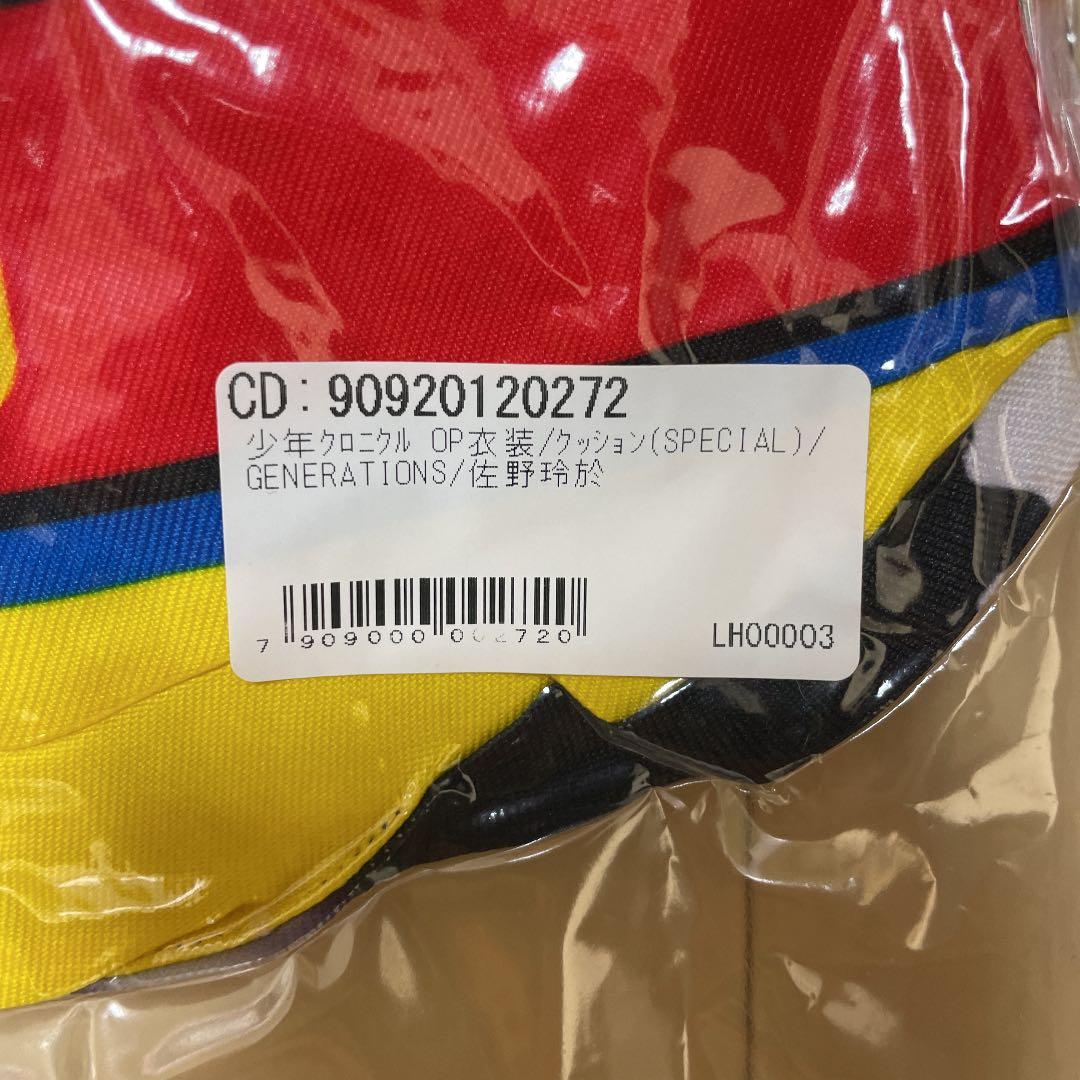 CD: 90920120272
少年クロニクル OP衣装/クッション(SPECIAL)/
GENERATIONS/佐野玲於
7 909000 002720
LH00003